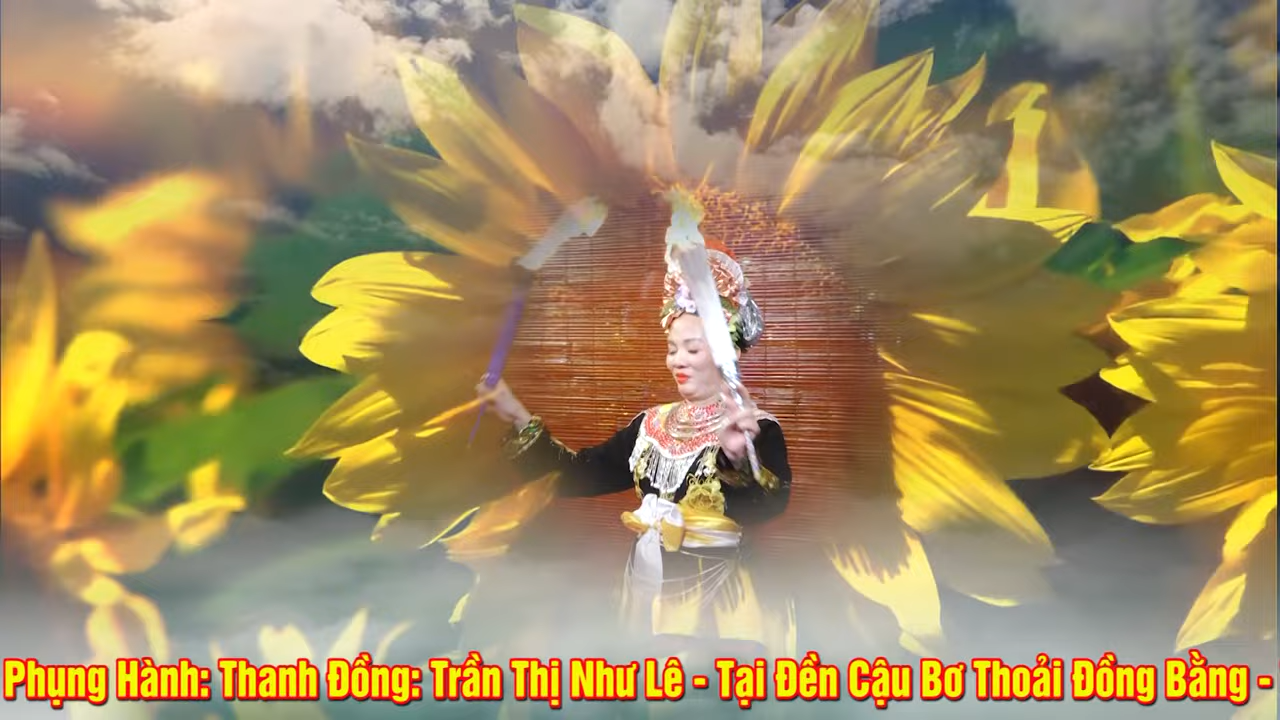 Phụng Hành: Thanh Đồng: Trần Thị Như Lê - Tại Đền Cậu Bơ Thoải Đồng Bằng -